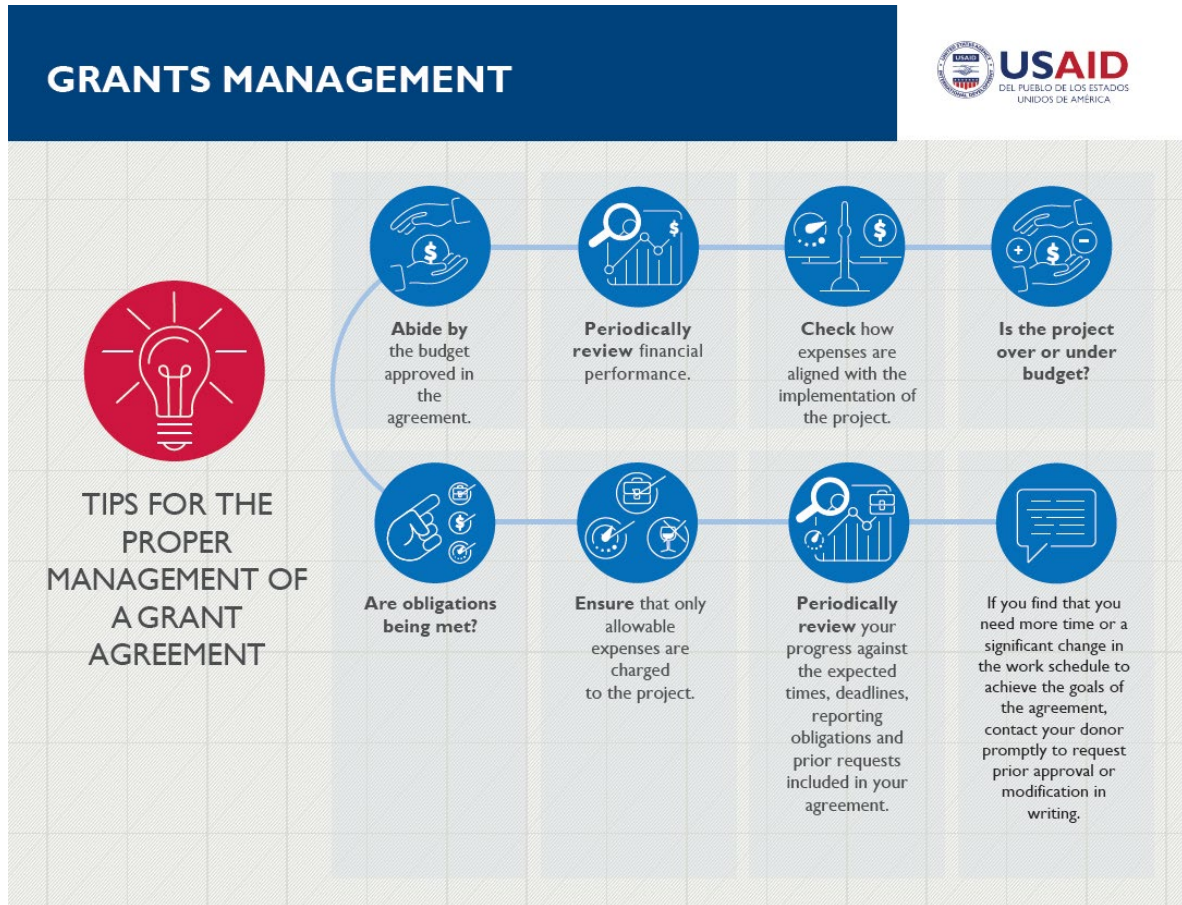 GRANTS MANAGEMENT
USAID
DEL PUEBLO DE LOS ESTADOS
UNIDOS DE AMÉRICA
TIPS FOR THE
PROPER
MANAGEMENT OF
A GRANT
AGREEMENT
Abide by
the budget
approved in
the
agreement.
Periodically
review financial
performance.
Check how
expenses are
aligned with the
implementation of
the project.
Is the project
over or under
budget?
Are obligations
being met?
Ensure that only
allowable
expenses are
charged
to the project.
Periodically
review your
progress against
the expected
times, deadlines,
reporting
obligations and
prior requests
included in your
agreement.
If you find that you
need more time or a
significant change in
the work schedule to
achieve the goals of
the agreement,
contact your donor
promptly to request
prior approval or
modification in
writing.